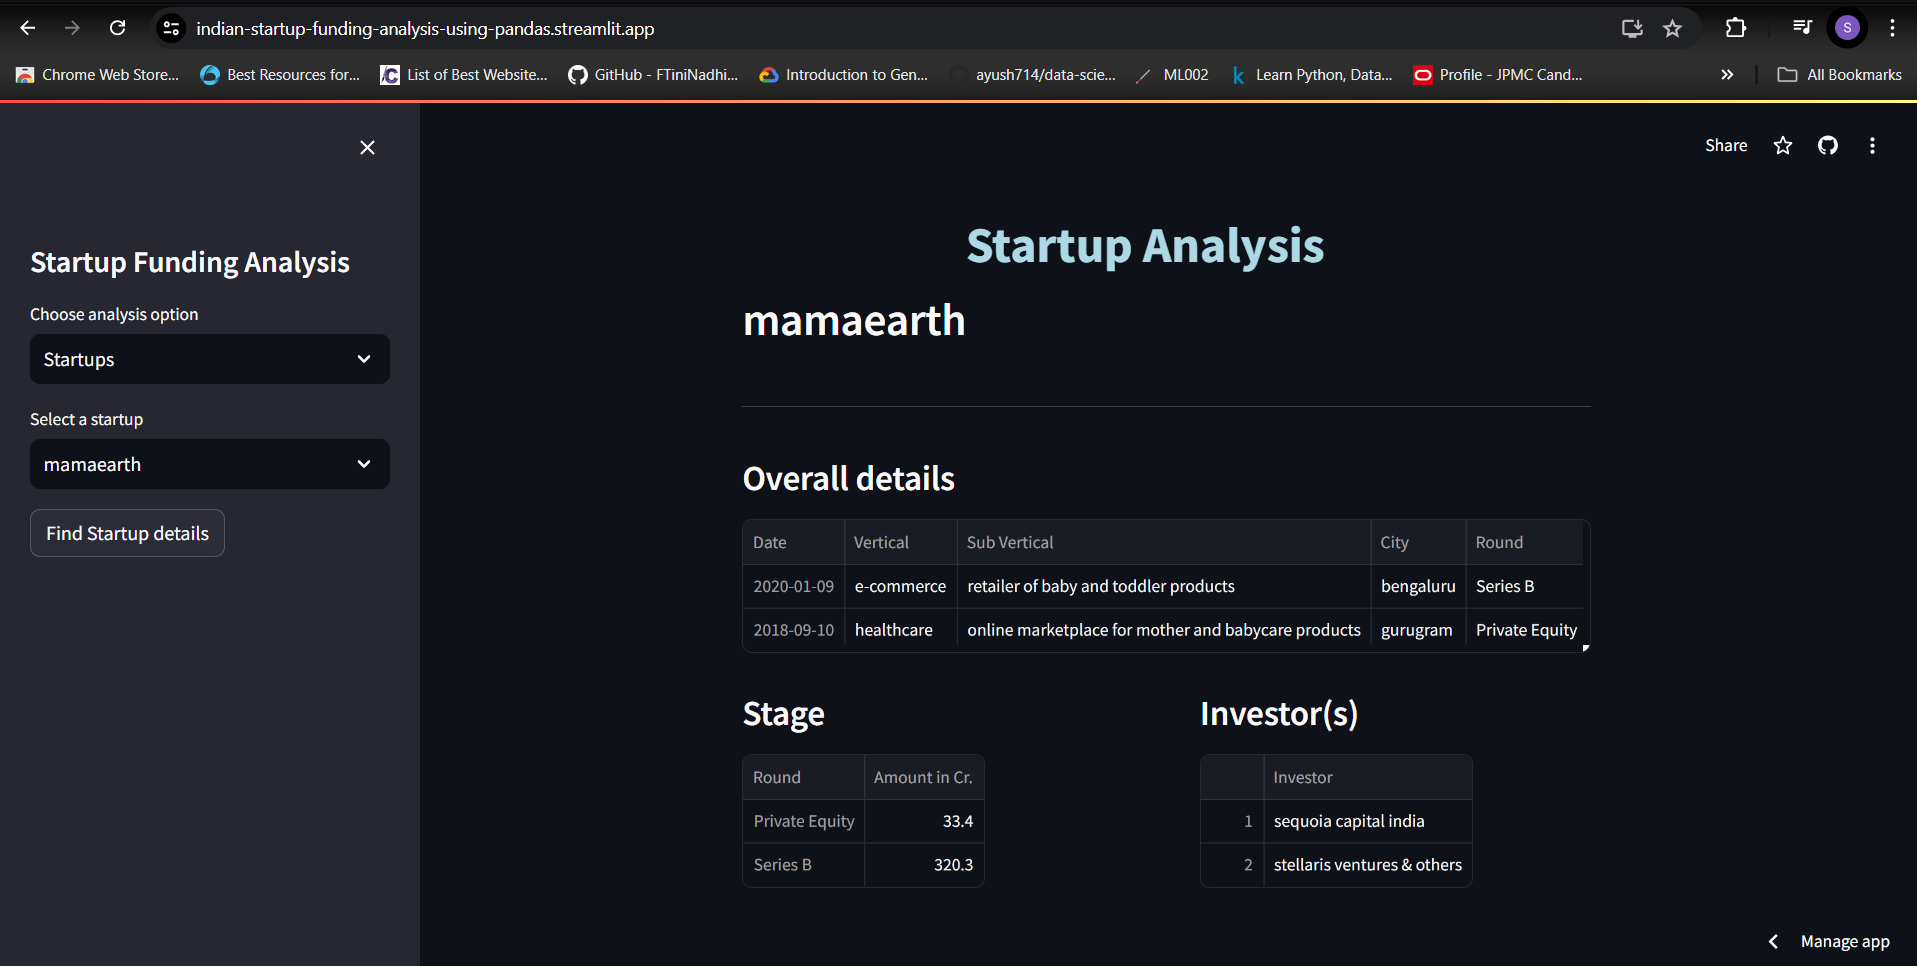 indian-startup-funding-analysis-using-pandas.streamlit.app
S
Chrome Web Store... Best Resources for... List of Best Website... GitHub - FTiniNadhi... Introduction to Gen... ayush714/data-scie... ML002 Learn Python, Data... Profile - JPMC Cand... All Bookmarks
Share
Startup Funding Analysis
Choose analysis option
Startups
Select a startup
mamaearth
Find Startup details
Startup Analysis
mamaearth
Overall details
Date Vertical Sub Vertical City Round
2020-01-09 e-commerce retailer of baby and toddler products bengaluru Series B
2018-09-10 healthcare online marketplace for mother and babycare products gurugram Private Equity
Stage
Round Amount in Cr.
Private Equity 33.4
Series B 320.3
Investor(s)
Investor
1 sequoia capital india
2 stellaris ventures & others
Manage app